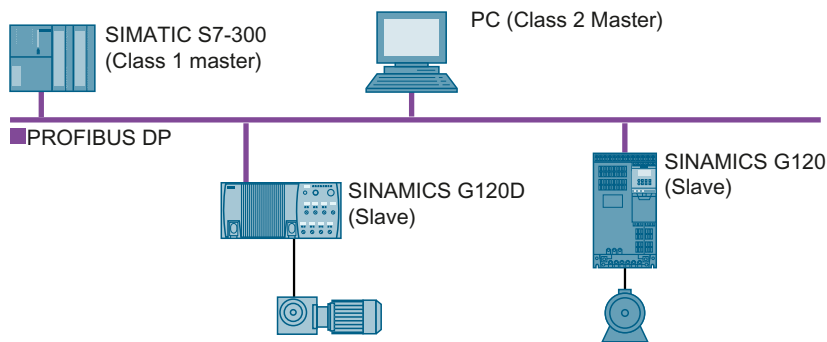 SIMATIC S7-300
(Class 1 master)
PC (Class 2 Master)
PROFIBUS DP
SINAMICS G120D
(Slave)
SINAMICS G120
(Slave)